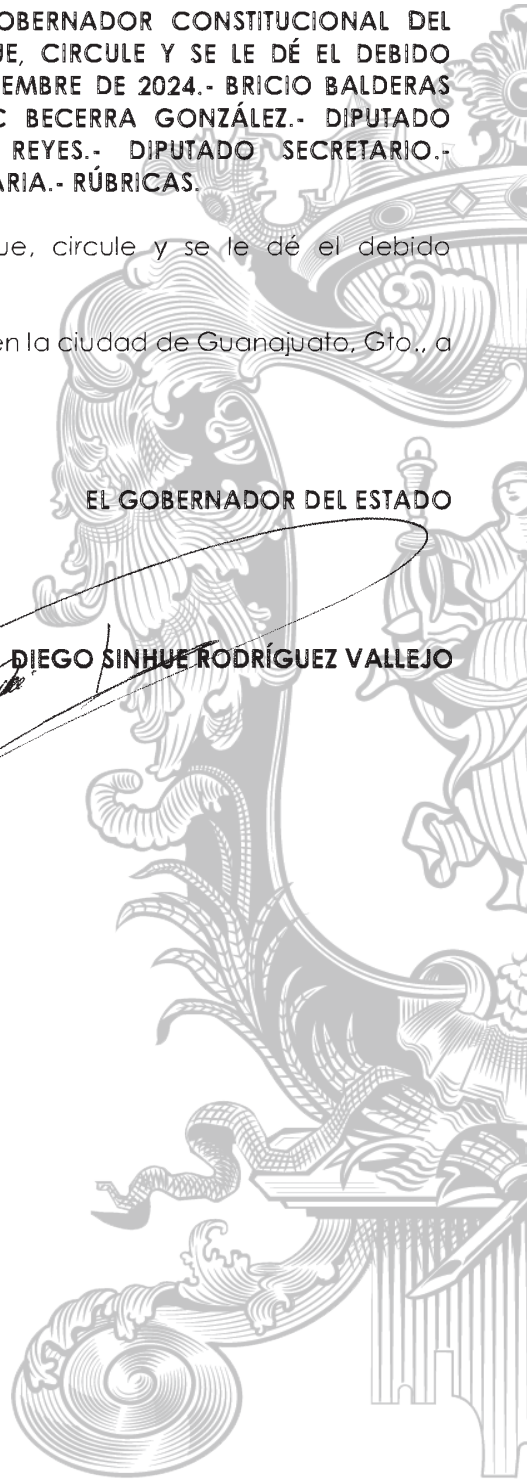 OBERNADOR CONSTITUCIONAL DEL
UE, CIRCULE Y SE LE DÉ EL DEBIDO
EMBRE DE 2024.- BRICIO BALDERAS
C BECERRA GONZÁLEZ.- DIPUTADO
REYES.- DIPUTADO SECRETARIO.-
ARIA.- RÚBRICAS.
ue, circule y se le dé el debido
en la ciudad de Guanajuato, Gto., a
EL GOBERNADOR DEL ESTADO
DIEGO SINHUE RODRÍGUEZ VALLEJO